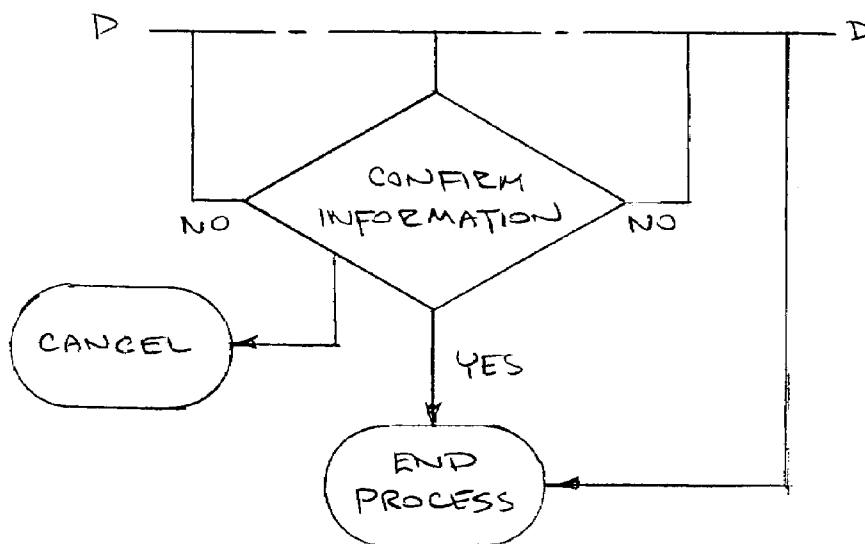 D
D
CONFIRM
INFORMATION
NO
NO
CANCEL
YES
END
PROCESS